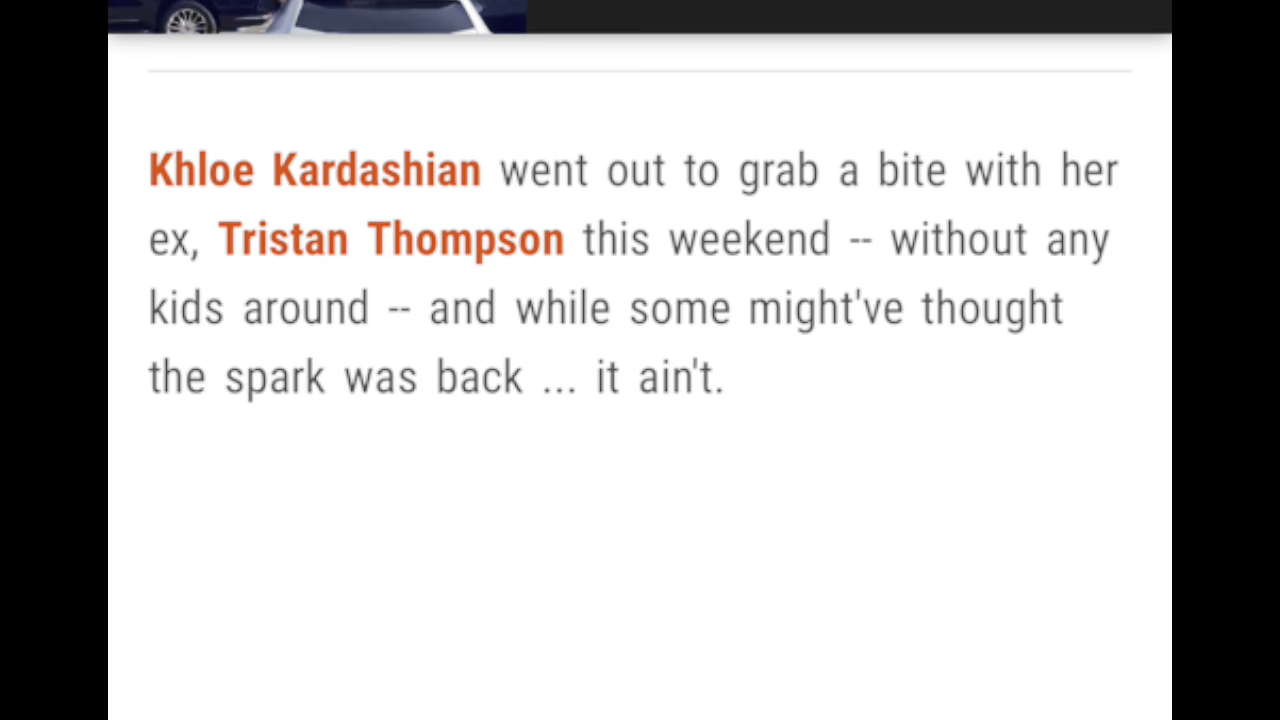 Khloe Kardashian went out to grab a bite with her
ex, Tristan Thompson this weekend -- without any
kids around -- and while some might've thought
the spark was back ... it ain't.